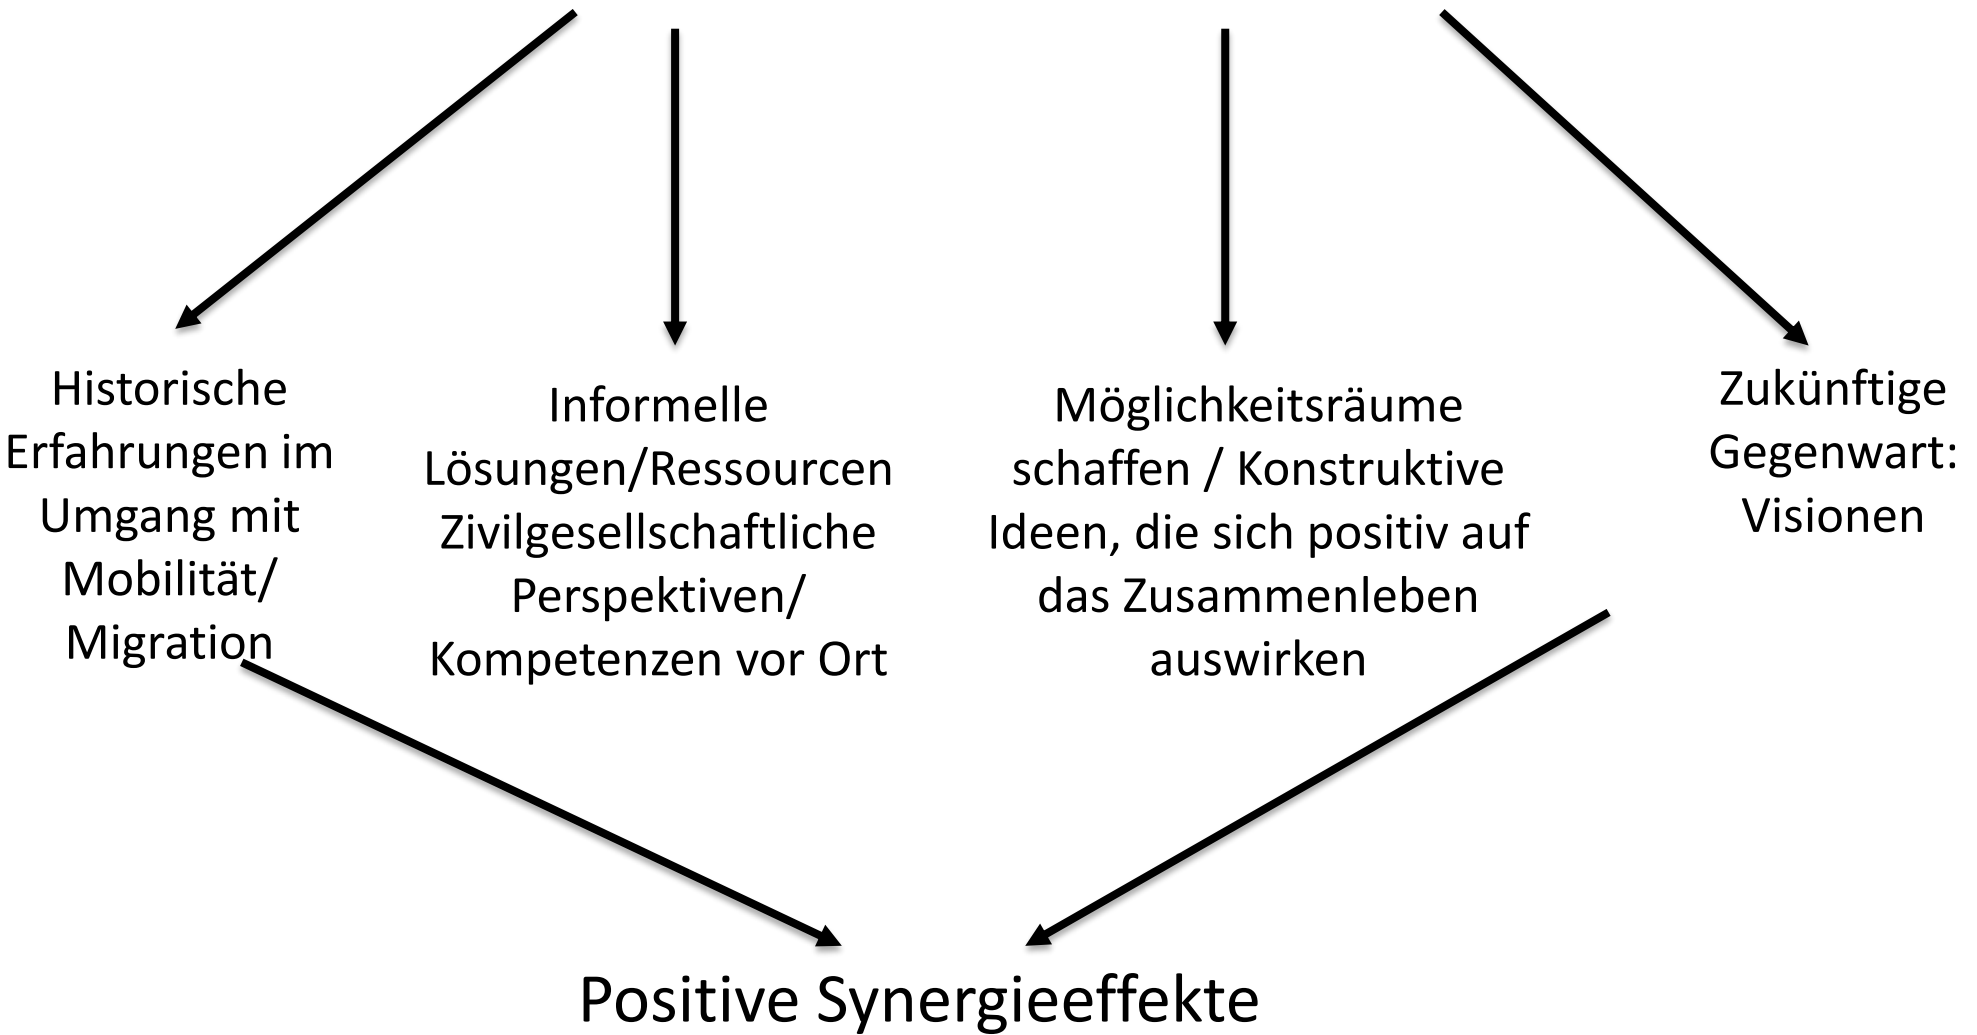 Historische
Erfahrungen im
Umgang mit
Mobilität/
Migration
Informelle
Lösungen/Ressourcen
Zivilgesellschaftliche
Perspektiven/
Kompetenzen vor Ort
Möglichkeitsräume
schaffen / Konstruktive
Ideen, die sich positiv auf
das Zusammenleben
auswirken
Zukünftige
Gegenwart:
Visionen
Positive Synergieeffekte